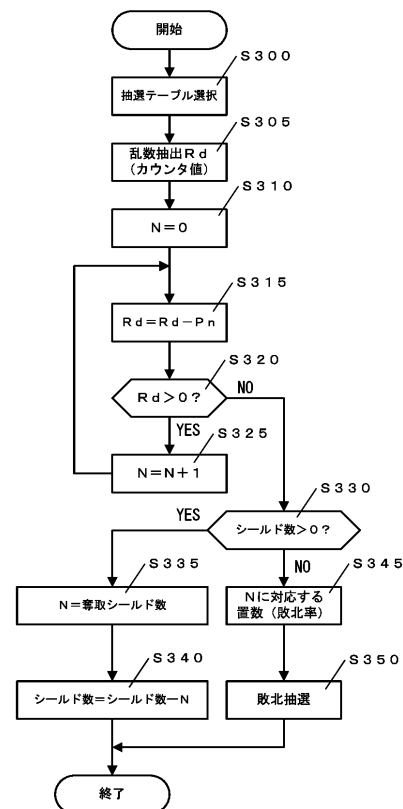 開始
S300
抽選テーブル選択
S305
乱数抽出Rd
(カウンタ値)
S310
N=0
S315
Rd=Rd-Pn
S320
Rd>0?
NO
YES
S325
N=N+1
S330
YES
シールド数>0?
S335
NO
S345
N=奪取シールド数
Nに対応する
置数(敗北率)
S340
S350
シールド数=シールド数-N
敗北抽選
終了